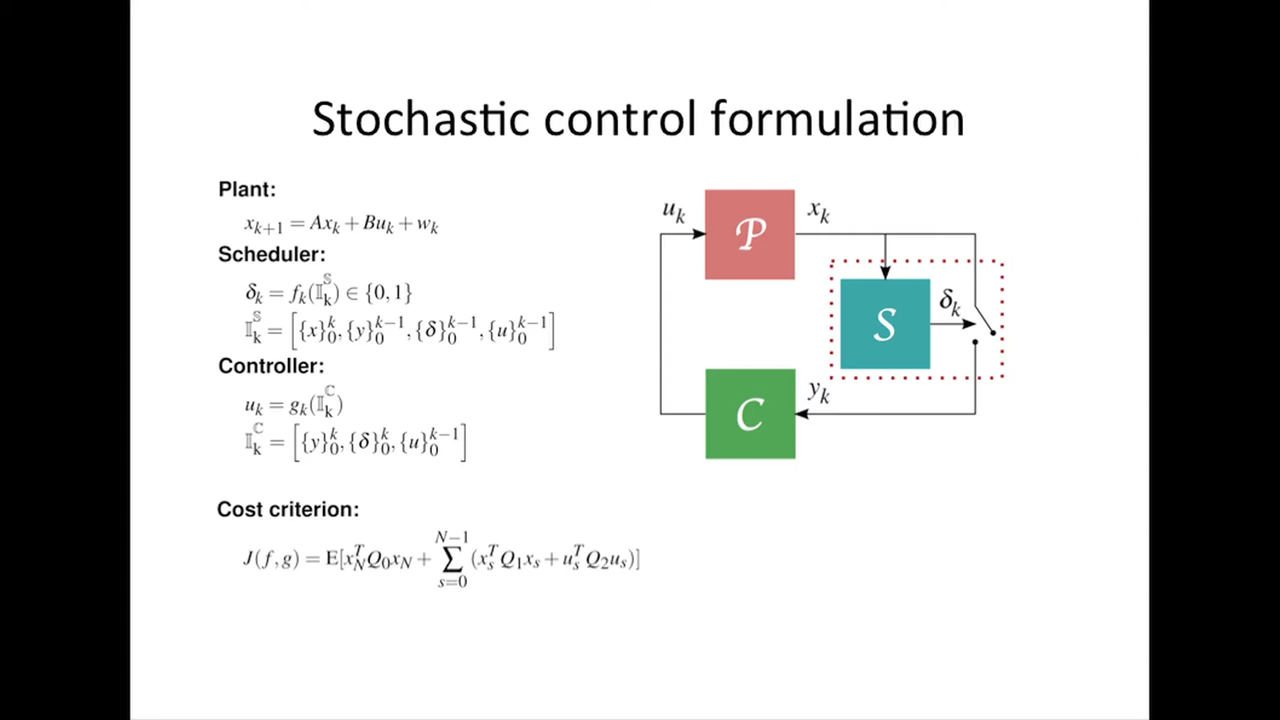 Stochastic control formulation
Plant:
x_{k+1} = Ax_k + Bu_k + w_k
Scheduler:
δ_k = f_k(𝕀_k^𝕊) ∈ {0, 1}
𝕀_k^𝕊 = [{x}_0^k, {y}_0^{k−1}, {δ}_0^{k−1}, {u}_0^{k−1}]
Controller:
u_k = g_k(𝕀_k^ℂ)
𝕀_k^ℂ = [{y}_0^k, {δ}_0^k, {u}_0^{k−1}]
Cost criterion:
J(f, g) = E[x_N^T Q_0 x_N + ∑_{s=0}^{N−1} (x_s^T Q_1 x_s + u_s^T Q_2 u_s)]
u_k
𝒫
x_k
𝒮
δ_k
𝒞
y_k